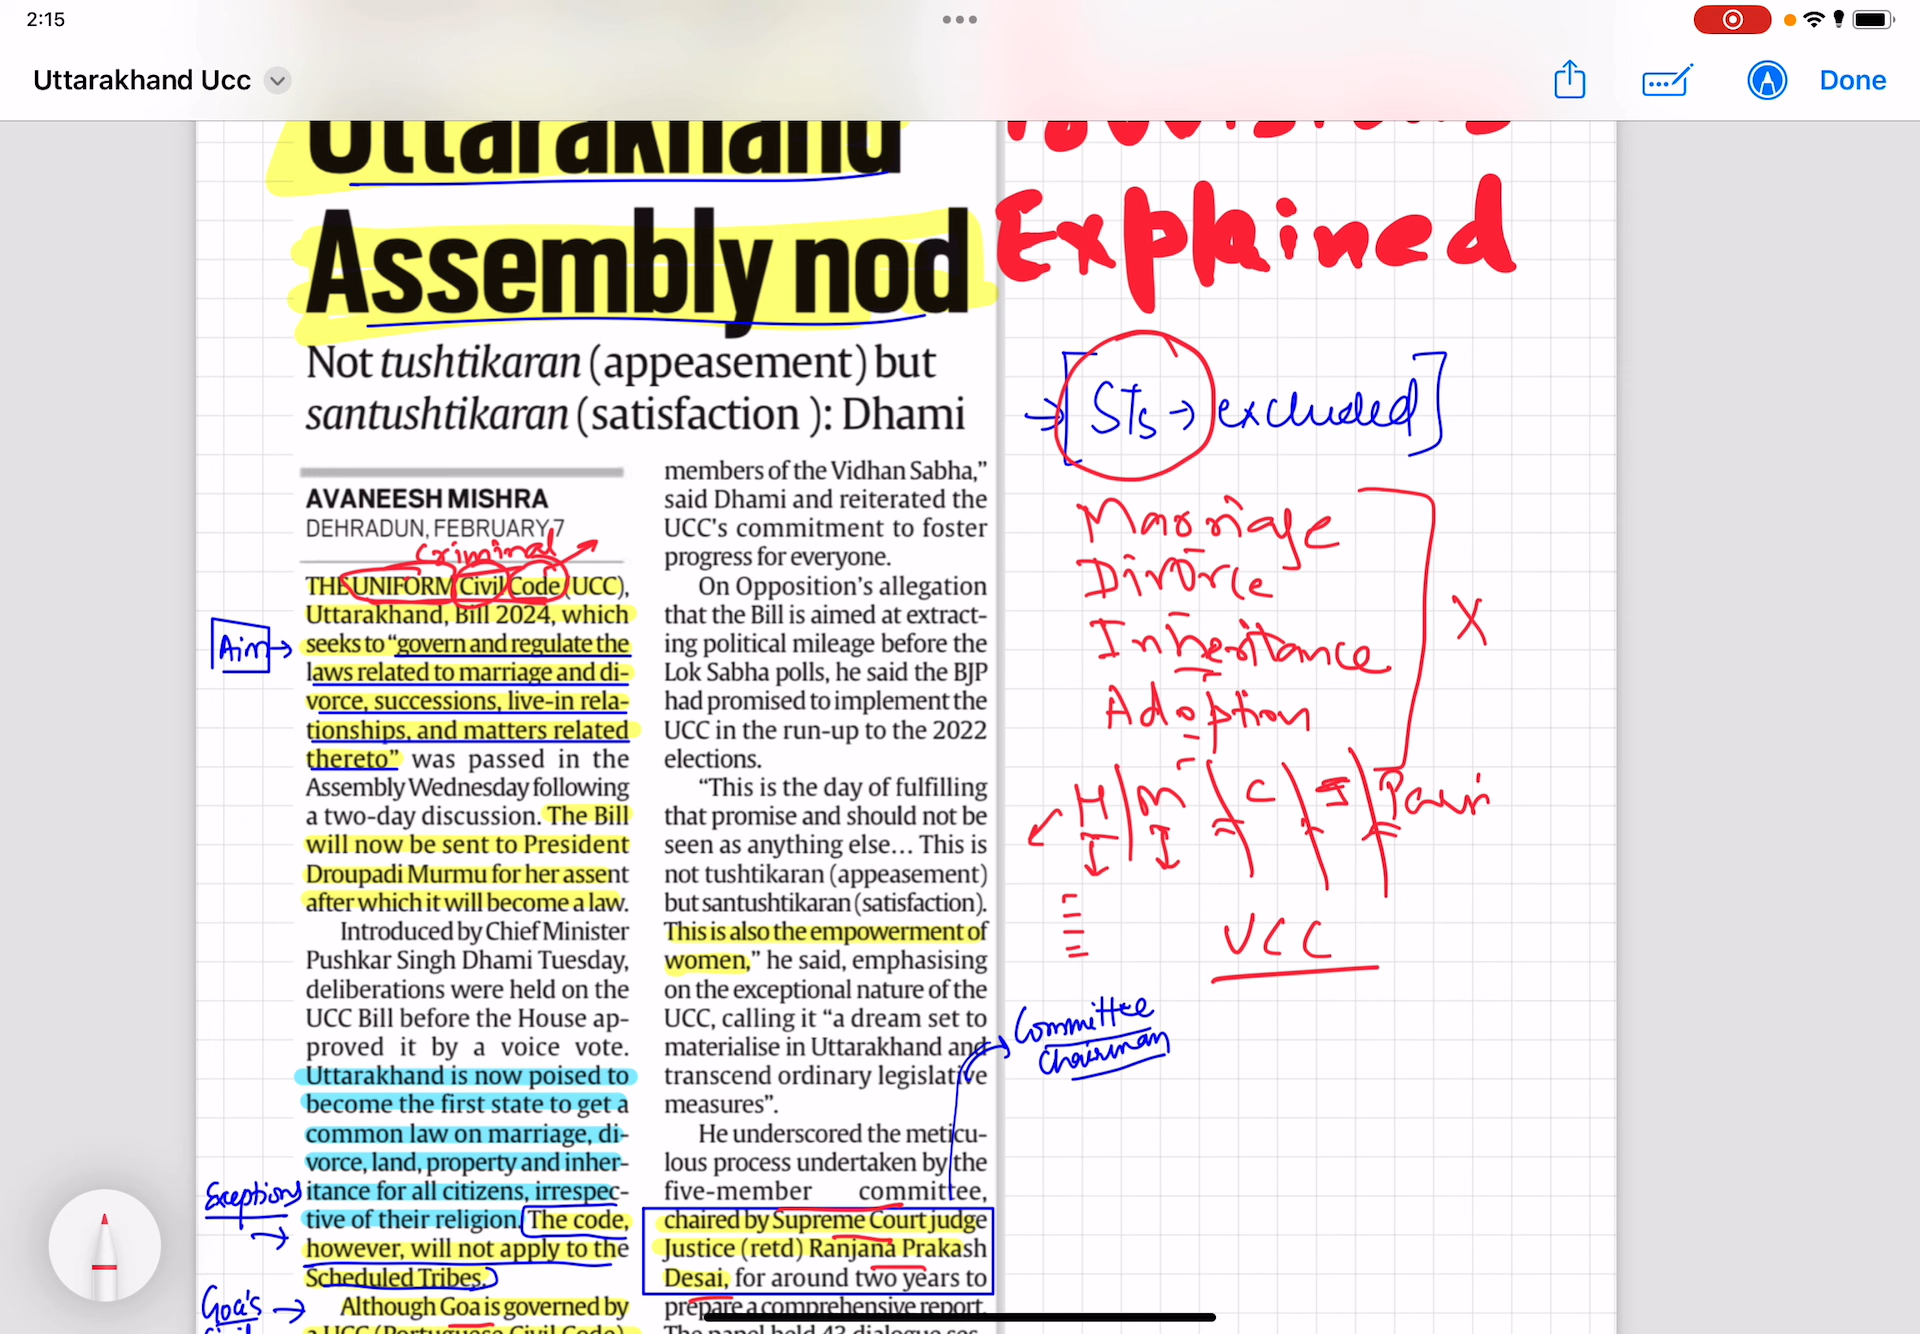 2:15
Uttarakhand Ucc
Done
Uttarakhand
Assembly nod
Explained
Not tushtikaran (appeasement) but
santushtikaran (satisfaction ): Dhami
→ [STs → excluded]
AVANEESH MISHRA
DEHRADUN, FEBRUARY 7
Criminal
THE UNIFORM Civil Code (UCC),
Uttarakhand, Bill 2024, which
seeks to “govern and regulate the
laws related to marriage and di-
vorce, successions, live-in rela-
tionships, and matters related
thereto” was passed in the
Assembly Wednesday following
a two-day discussion. The Bill
will now be sent to President
Droupadi Murmu for her assent
after which it will become a law.
Introduced by Chief Minister
Pushkar Singh Dhami Tuesday,
deliberations were held on the
UCC Bill before the House ap-
proved it by a voice vote.
Uttarakhand is now poised to
become the first state to get a
common law on marriage, di-
vorce, land, property and inher-
itance for all citizens, irrespec-
tive of their religion. The code,
however, will not apply to the
Scheduled Tribes.
Although Goa is governed by
a UCC (Portuguese Civil Code)
Aim →
Exceptions
→
Goa's →
Civil
members of the Vidhan Sabha,”
said Dhami and reiterated the
UCC's commitment to foster
progress for everyone.
On Opposition’s allegation
that the Bill is aimed at extract-
ing political mileage before the
Lok Sabha polls, he said the BJP
had promised to implement the
UCC in the run-up to the 2022
elections.
“This is the day of fulfilling
that promise and should not be
seen as anything else... This is
not tushtikaran (appeasement)
but santushtikaran (satisfaction).
This is also the empowerment of
women,” he said, emphasising
on the exceptional nature of the
UCC, calling it “a dream set to
materialise in Uttarakhand and
transcend ordinary legislative
measures”.
He underscored the meticu-
lous process undertaken by the
five-member committee,
chaired by Supreme Court judge
Justice (retd) Ranjana Prakash
Desai, for around two years to
prepare a comprehensive report.
The panel held 43 dialogue ses-
Marriage
Divorce
Inheritance
Adoption
X
H | M | C
UCC
Committee
Chairman